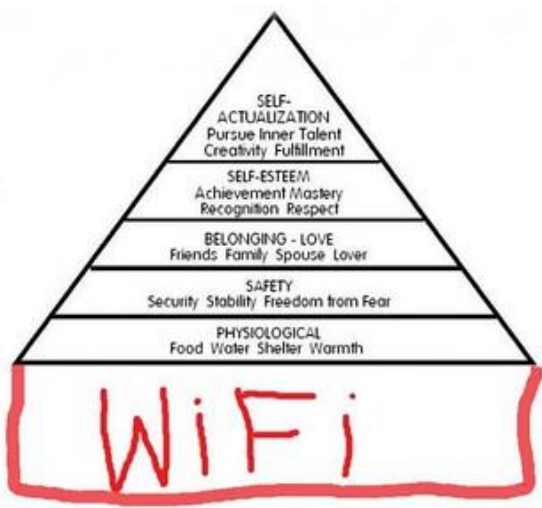 SELF-
ACTUALIZATION
Pursue Inner Talent
Creativity Fulfillment
SELF-ESTEEM
Achievement Mastery
Recognition Respect
BELONGING - LOVE
Friends Family Spouse Lover
SAFETY
Security Stability Freedom from Fear
PHYSIOLOGICAL
Food Water Shelter Warmth
WiFi